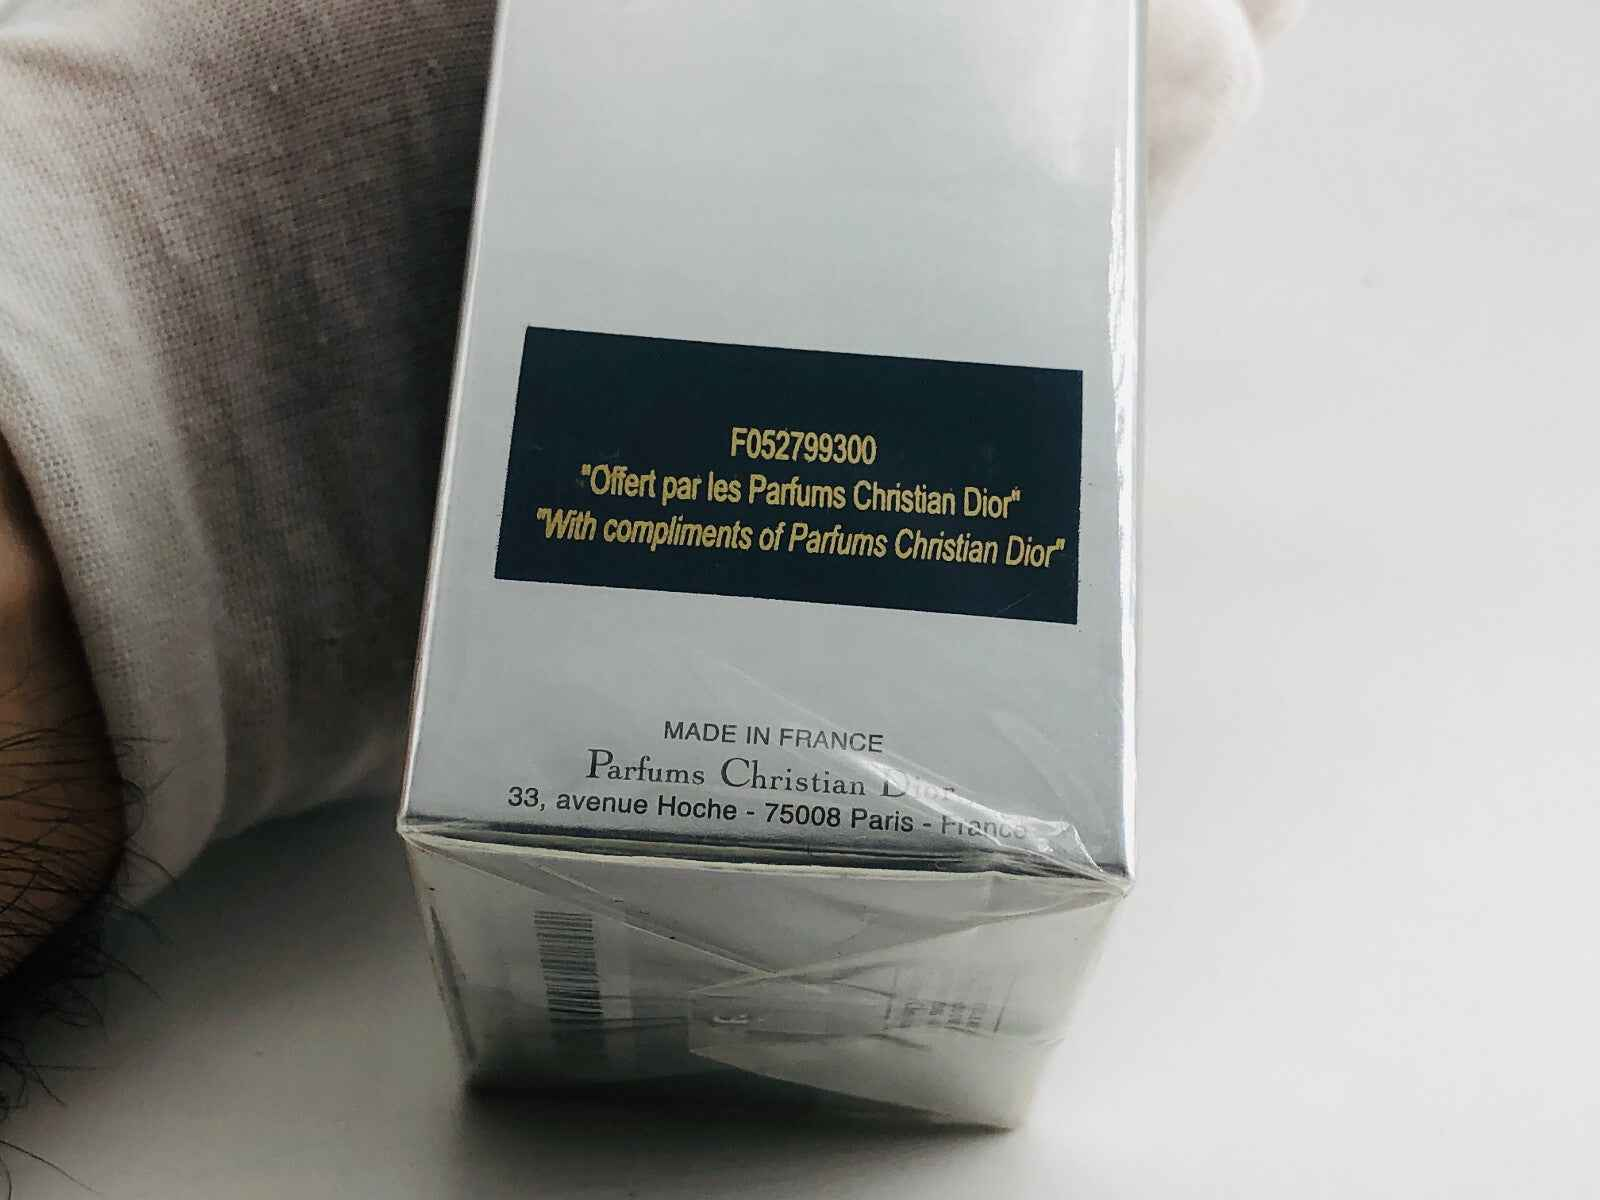 F052799300
"Offert par les Parfums Christian Dior"
"With compliments of Parfums Christian Dior"
MADE IN FRANCE
Parfums Christian Dior
33, avenue Hoche - 75008 Paris - France